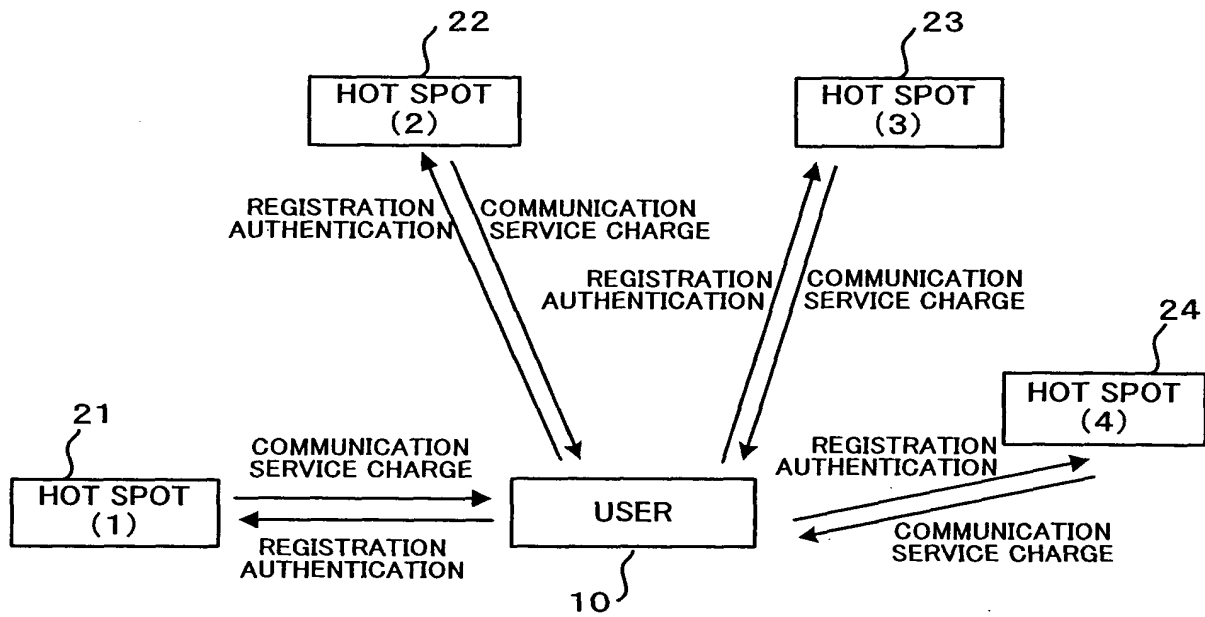 22
HOT SPOT
(2)
23
HOT SPOT
(3)
REGISTRATION
AUTHENTICATION
COMMUNICATION
SERVICE CHARGE
REGISTRATION
AUTHENTICATION
COMMUNICATION
SERVICE CHARGE
24
HOT SPOT
(4)
21
HOT SPOT
(1)
COMMUNICATION
SERVICE CHARGE
REGISTRATION
AUTHENTICATION
USER
10
REGISTRATION
AUTHENTICATION
COMMUNICATION
SERVICE CHARGE